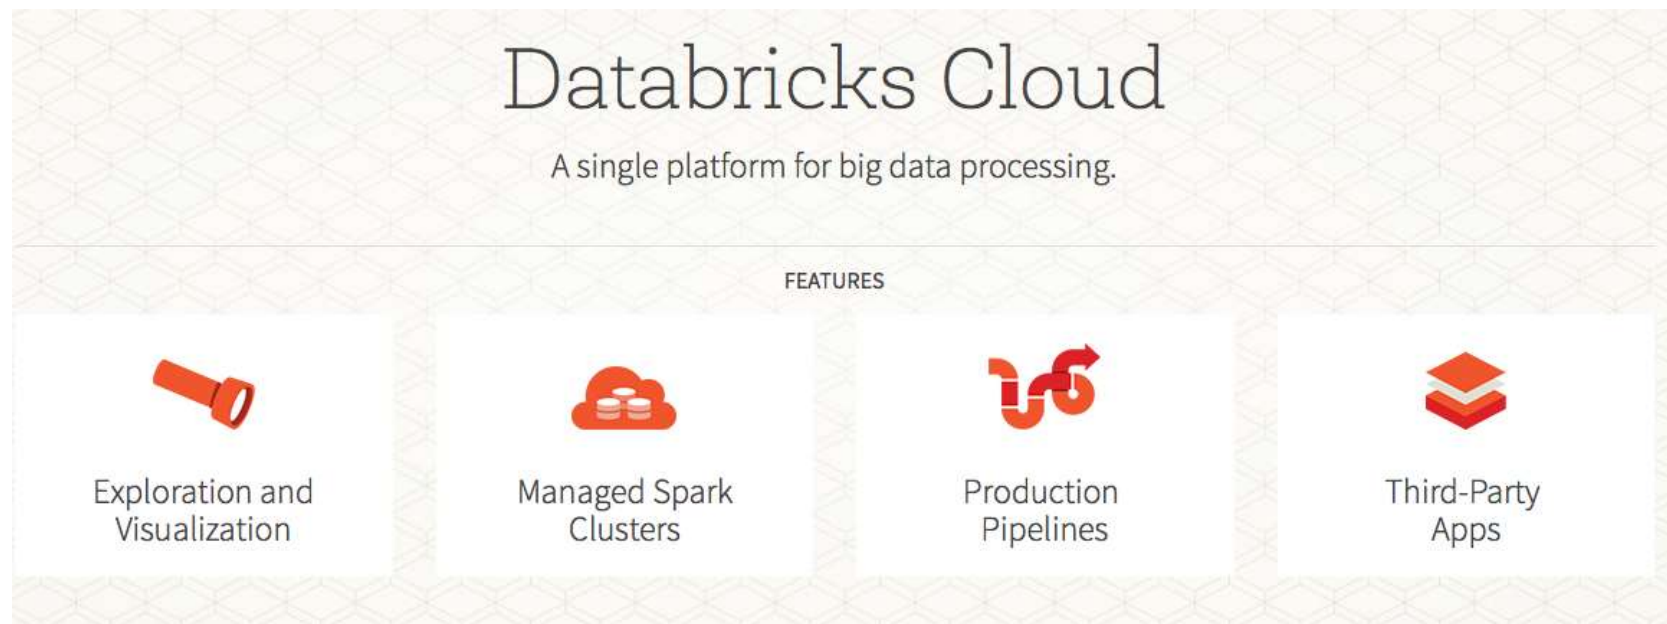 Databricks Cloud
A single platform for big data processing.
FEATURES
Exploration and
Visualization
Managed Spark
Clusters
Production
Pipelines
Third-Party
Apps